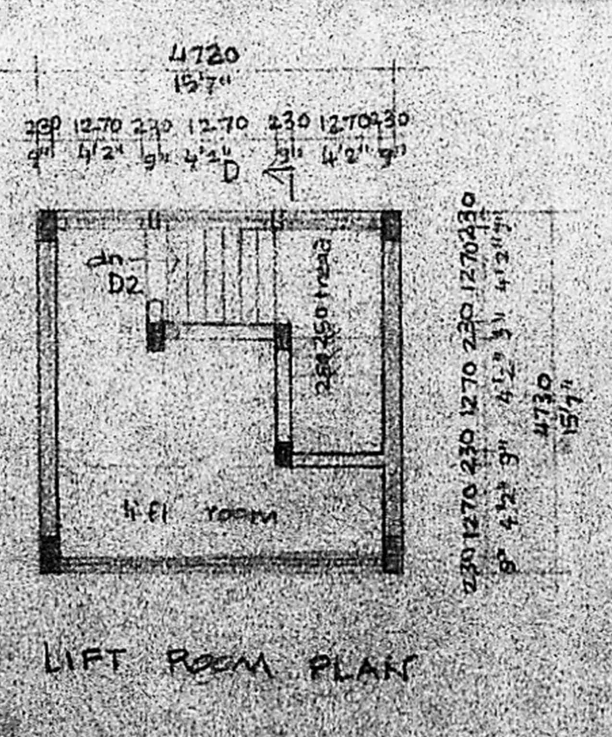 4730
15'7"
230 1270 230 1270 230 1270 230
9" 4'2" 9" 4'2" 9" 4'2" 9"
D
dn
D2
250 tread
lift room
230 1270 230 1270 230 1270 230
9" 4'2" 9" 4'2" 9" 4'2" 9"
4730
15'7"
LIFT ROOM PLAN